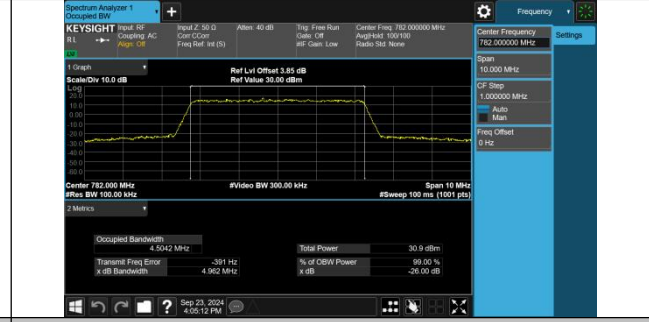 Spectrum Analyzer 1
Occupied BW
Frequency
KEYSIGHT Input: RF
Coupling: AC
Align: Off
Input Z: 50 Ω
Corr CCorr
Freq Ref: Int (S)
Atten: 40 dB
Trig: Free Run
Gate: Off
#IF Gain: Low
Center Freq: 782.000000 MHz
Avg|Hold: 100/100
Radio Std: None
Center Frequency
782.000000 MHz
Settings
Span
10.000 MHz
CF Step
1.000000 MHz
Auto
Man
Freq Offset
0 Hz
1 Graph
Scale/Div 10.0 dB
Ref Lvl Offset 3.85 dB
Ref Value 30.00 dBm
Log
20.0
10.0
0.00
-10.0
-20.0
-30.0
-40.0
-50.0
-60.0
Center 782.000 MHz
#Video BW 300.00 kHz
Span 10 MHz
#Res BW 100.00 kHz
#Sweep 100 ms (1001 pts)
2 Metrics
Occupied Bandwidth
4.5042 MHz
Total Power 30.9 dBm
Transmit Freq Error -391 Hz
% of OBW Power 99.00 %
x dB Bandwidth 4.962 MHz
x dB -26.00 dB
?
Sep 23, 2024
4:05:12 PM